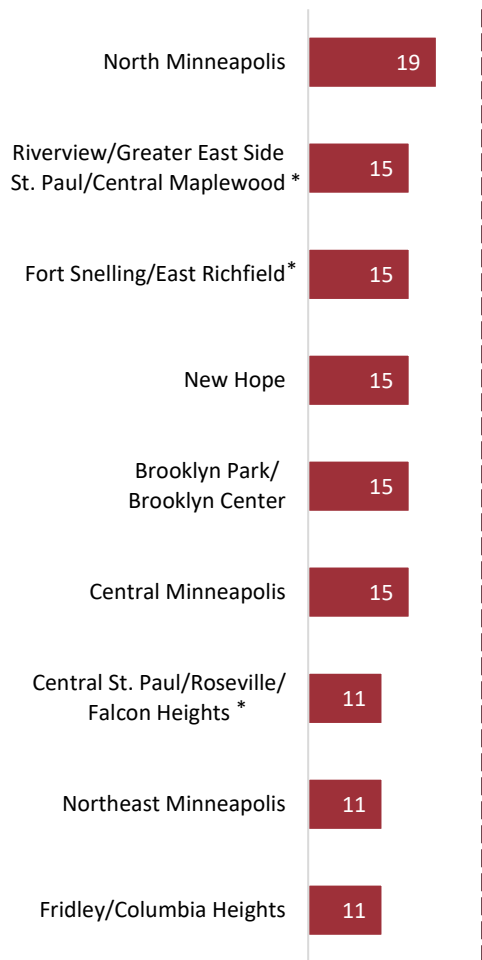 North Minneapolis 19
Riverview/Greater East Side
St. Paul/Central Maplewood * 15
Fort Snelling/East Richfield* 15
New Hope 15
Brooklyn Park/
Brooklyn Center 15
Central Minneapolis 15
Central St. Paul/Roseville/
Falcon Heights * 11
Northeast Minneapolis 11
Fridley/Columbia Heights 11